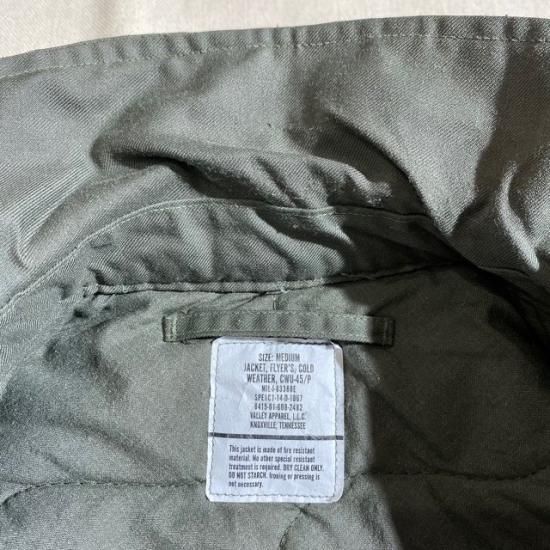 SIZE: MEDIUM
JACKET, FLYER'S, COLD
WEATHER, CWU-45/P
MIL-J-83388E
SPE1C1-14-D-1067
8415-01-608-2482
VALLEY APPAREL, L.L.C.
KNOXVILLE, TENNESSEE
This jacket is made of fire resistant
material. No other special resistant
treatment is required. DRY CLEAN ONLY.
DO NOT STARCH. Ironing or pressing is
not necessary.